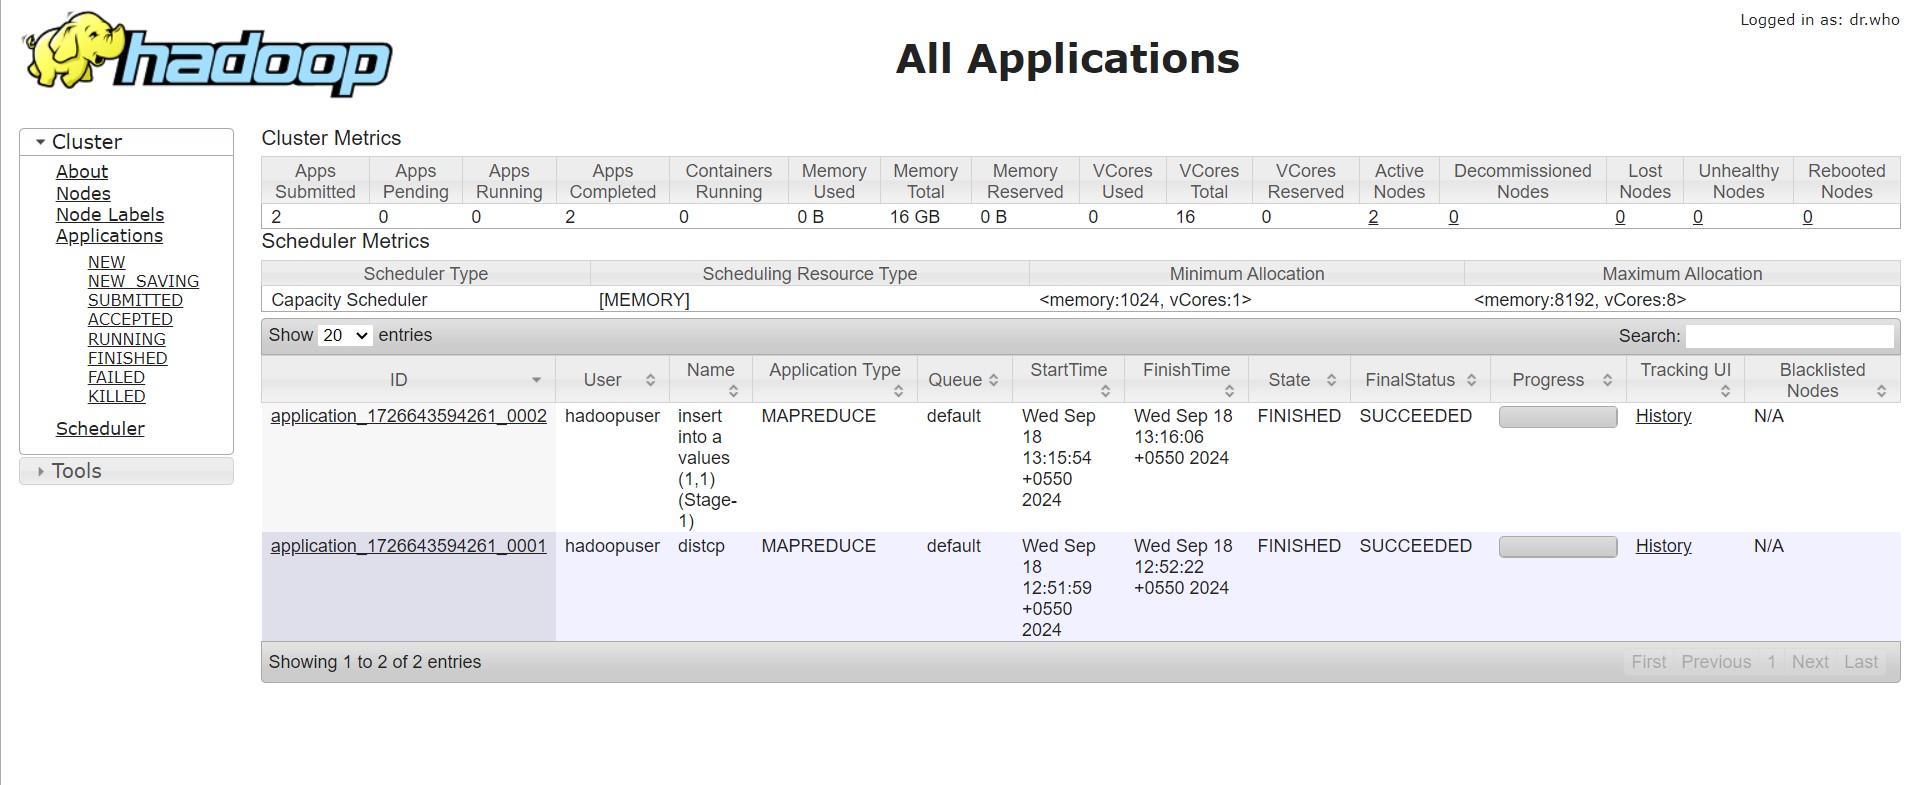 Logged in as: dr.who
hadoop
All Applications
Cluster
About
Nodes
Node Labels
Applications
NEW
NEW_SAVING
SUBMITTED
ACCEPTED
RUNNING
FINISHED
FAILED
KILLED
Scheduler
Tools
Cluster Metrics
Apps Submitted Apps Pending Apps Running Apps Completed Containers Running Memory Used Memory Total Memory Reserved VCores Used VCores Total VCores Reserved Active Nodes Decommissioned Nodes Lost Nodes Unhealthy Nodes Rebooted Nodes
2 0 0 2 0 0 B 16 GB 0 B 0 16 0 2 0 0 0 0
Scheduler Metrics
Scheduler Type Scheduling Resource Type Minimum Allocation Maximum Allocation
Capacity Scheduler [MEMORY] <memory:1024, vCores:1> <memory:8192, vCores:8>
Show 20 entries Search:
ID User Name Application Type Queue StartTime FinishTime State FinalStatus Progress Tracking UI Blacklisted Nodes
application_1726643594261_0002 hadoopuser insert into a values (1,1) (Stage-1) MAPREDUCE default Wed Sep 18 13:15:54 +0550 2024 Wed Sep 18 13:16:06 +0550 2024 FINISHED SUCCEEDED History N/A
application_1726643594261_0001 hadoopuser distcp MAPREDUCE default Wed Sep 18 12:51:59 +0550 2024 Wed Sep 18 12:52:22 +0550 2024 FINISHED SUCCEEDED History N/A
Showing 1 to 2 of 2 entries First Previous 1 Next Last